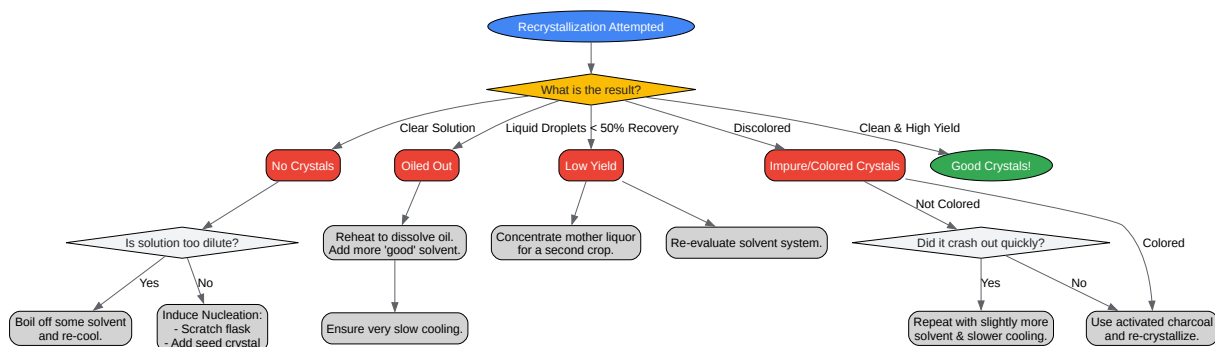 Recrystallization Attempted
What is the result?
Clear Solution
Liquid Droplets
< 50% Recovery
Discolored
Clean & High Yield
No Crystals
Oiled Out
Low Yield
Impure/Colored Crystals
Good Crystals!
Not Colored
Is solution too dilute?
Reheat to dissolve oil.
Add more 'good' solvent.
Concentrate mother liquor
for a second crop.
Re-evaluate solvent system.
Did it crash out quickly?
Colored
Yes
No
Yes
No
Boil off some solvent
and re-cool.
Induce Nucleation:
- Scratch flask
- Add seed crystal
Ensure very slow cooling.
Repeat with slightly more
solvent & slower cooling.
Use activated charcoal
and re-crystallize.